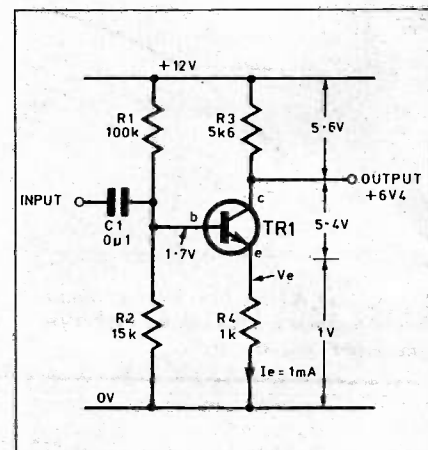 +12V
R1
100k
R3
5k6
5·6V
INPUT
OUTPUT
+6V4
C1
0µ1
b
c
TR1
5·4V
1·7V
e
Ve
R2
15k
R4
1k
1V
Ie = 1mA
0V